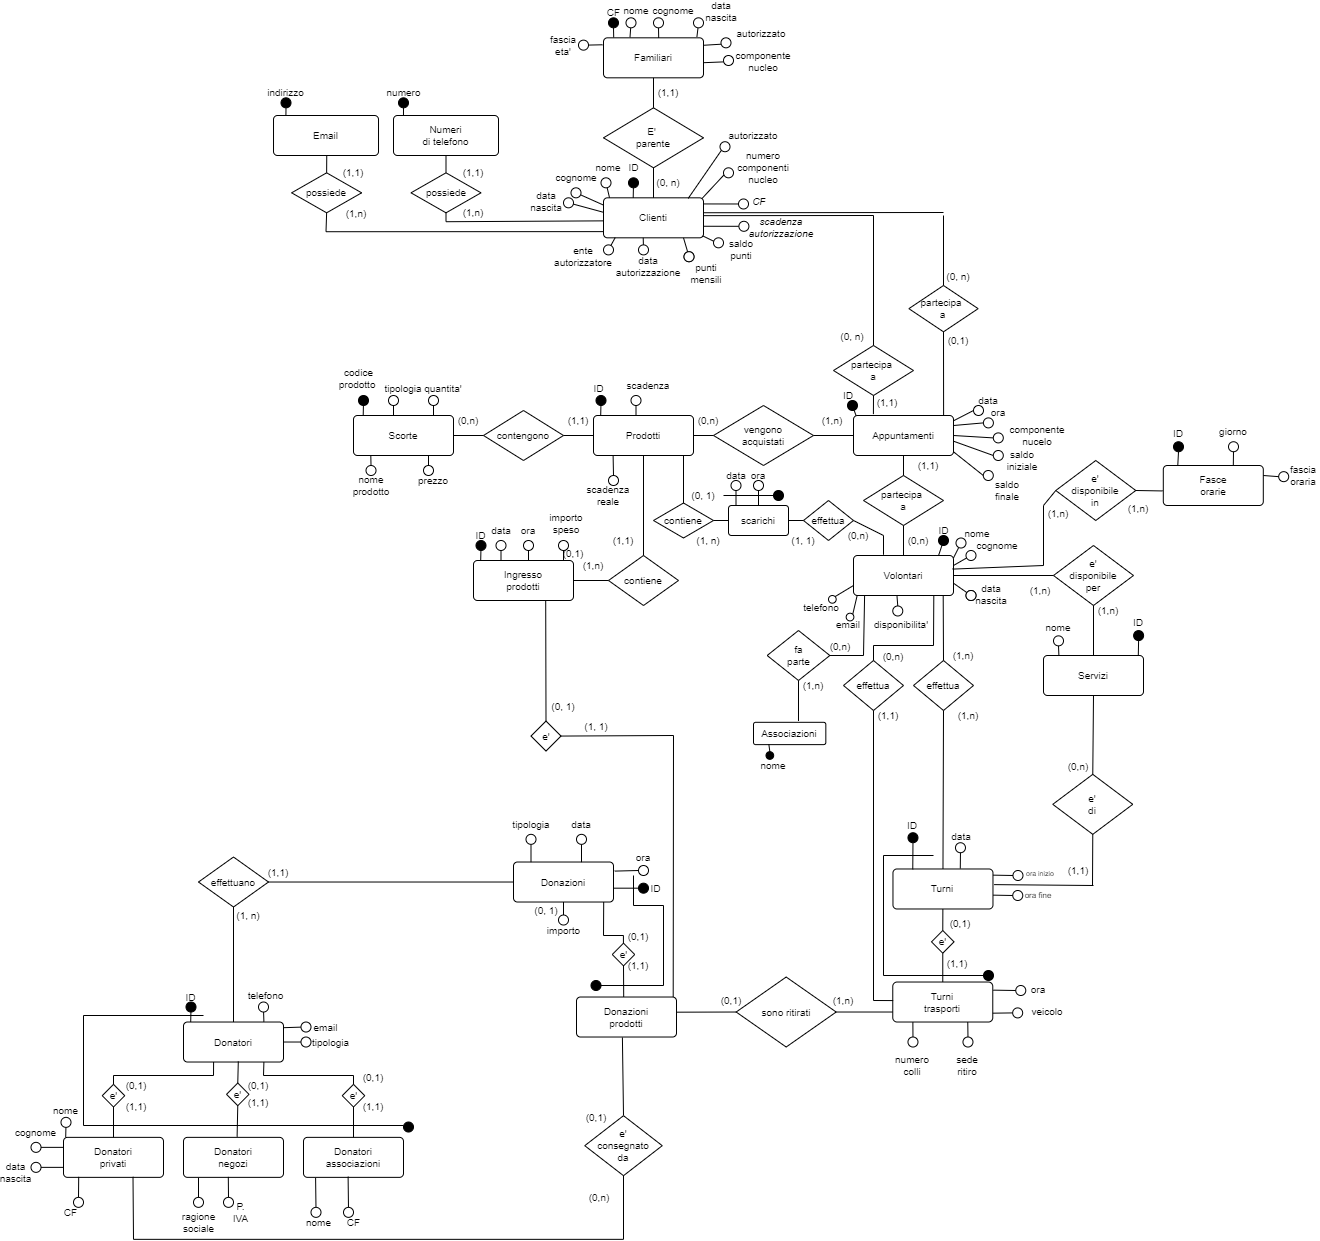 CF nome cognome
data
nascita
fascia
eta'
autorizzato
Familiari
componente
nucleo
indirizzo
numero
(1,1)
Email
Numeri
di telefono
E'
parente
autorizzato
numero
componenti
nucleo
(1,1)
(1,1)
nome
ID
cognome
(0, n)
possiede
possiede
data
nascita
CF
(1,n)
(1,n)
Clienti
scadenza
autorizzazione
ente
autorizzatore
data
autorizzazione
saldo
punti
punti
mensili
(0, n)
partecipa
a
(0, n)
(0,1)
partecipa
a
codice
prodotto
tipologia
quantita'
ID
scadenza
ID
(1,1)
data
ora
(0,n)
(1,1)
(0,n)
(1,n)
Scorte
contengono
Prodotti
vengono
acquistati
Appuntamenti
componente
nucelo
saldo
iniziale
saldo
finale
ID
giorno
nome
prodotto
prezzo
scadenza
reale
(1,1)
data
ora
(0, 1)
e'
disponibile
in
Fasce
orarie
fascia
oraria
partecipa
a
(1,n)
(1,n)
contiene
scarichi
effettua
(1, n)
(1, 1)
(0,n)
(0,n)
ID
nome
cognome
importo
speso
ID
data
ora
(0,1)
(1,1)
(1,n)
Ingresso
prodotti
contiene
Volontari
e'
disponibile
per
(1,n)
(1,n)
telefono
email
disponibilita'
data
nascita
nome
ID
fa
parte
(0,n)
(0,n)
(1,n)
(1,n)
effettua
effettua
Servizi
(0, 1)
(1,1)
(1,n)
e'
(1, 1)
Associazioni
nome
(0,n)
e'
di
tipologia
data
ID
data
ora
effettuano
(1,1)
Donazioni
ID
(1,1)
ora inizio
Turni
ora fine
(1, n)
(0, 1)
importo
(0,1)
e'
(1,1)
(0,1)
e'
(1,1)
ID
telefono
email
tipologia
Donatori
Donazioni
prodotti
(0,1)
sono ritirati
(1,n)
Turni
trasporti
ora
veicolo
numero
colli
sede
ritiro
e'
(0,1)
(1,1)
e'
(0,1)
(1,1)
e'
(0,1)
(1,1)
nome
cognome
data
nascita
Donatori
privati
Donatori
negozi
Donatori
associazioni
(0,1)
e'
consegnato
da
(0,n)
CF
ragione
sociale
P.
IVA
nome
CF